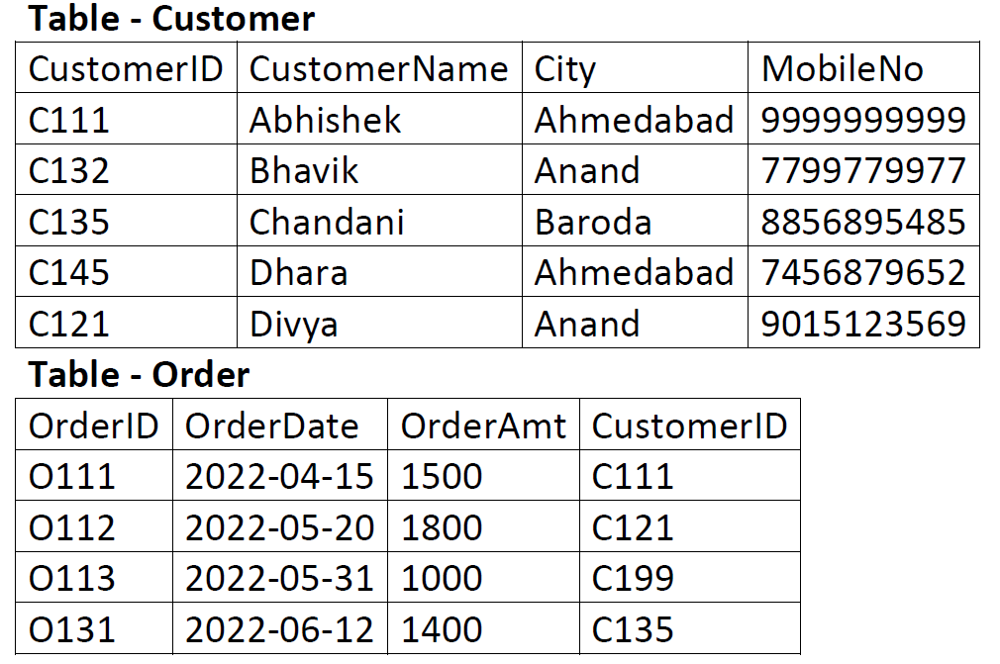 Table - Customer
CustomerID CustomerName City MobileNo
C111 Abhishek Ahmedabad 9999999999
C132 Bhavik Anand 7799779977
C135 Chandani Baroda 8856895485
C145 Dhara Ahmedabad 7456879652
C121 Divya Anand 9015123569
Table - Order
OrderID OrderDate OrderAmt CustomerID
O111 2022-04-15 1500 C111
O112 2022-05-20 1800 C121
O113 2022-05-31 1000 C199
O131 2022-06-12 1400 C135